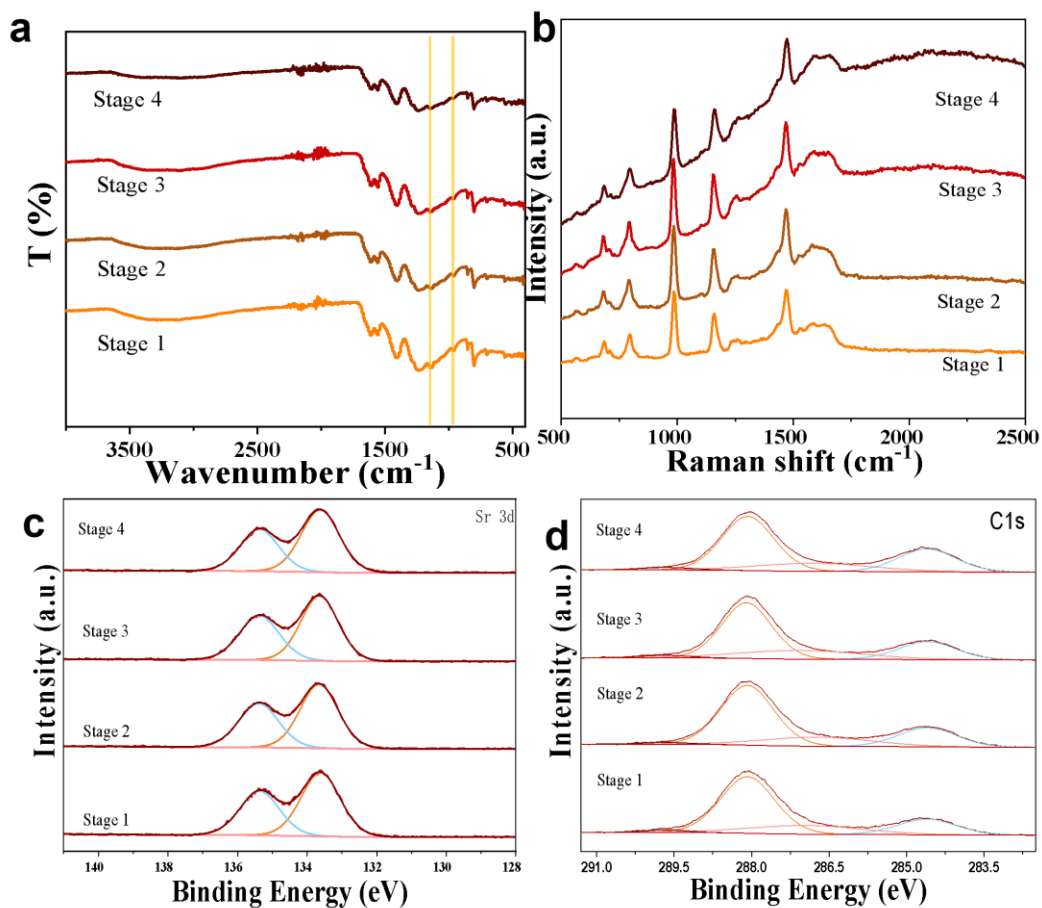 a
T (%)
Stage 4
Stage 3
Stage 2
Stage 1
3500 2500 1500 500
Wavenumber (cm⁻¹)
b
Intensity (a.u.)
Stage 4
Stage 3
Stage 2
Stage 1
500 1000 1500 2000 2500
Raman shift (cm⁻¹)
c
Sr 3d
Intensity (a.u.)
Stage 4
Stage 3
Stage 2
Stage 1
140 138 136 134 132 130 128
Binding Energy (eV)
d
C1s
Intensity (a.u.)
Stage 4
Stage 3
Stage 2
Stage 1
291.0 289.5 288.0 286.5 285.0 283.5
Binding Energy (eV)